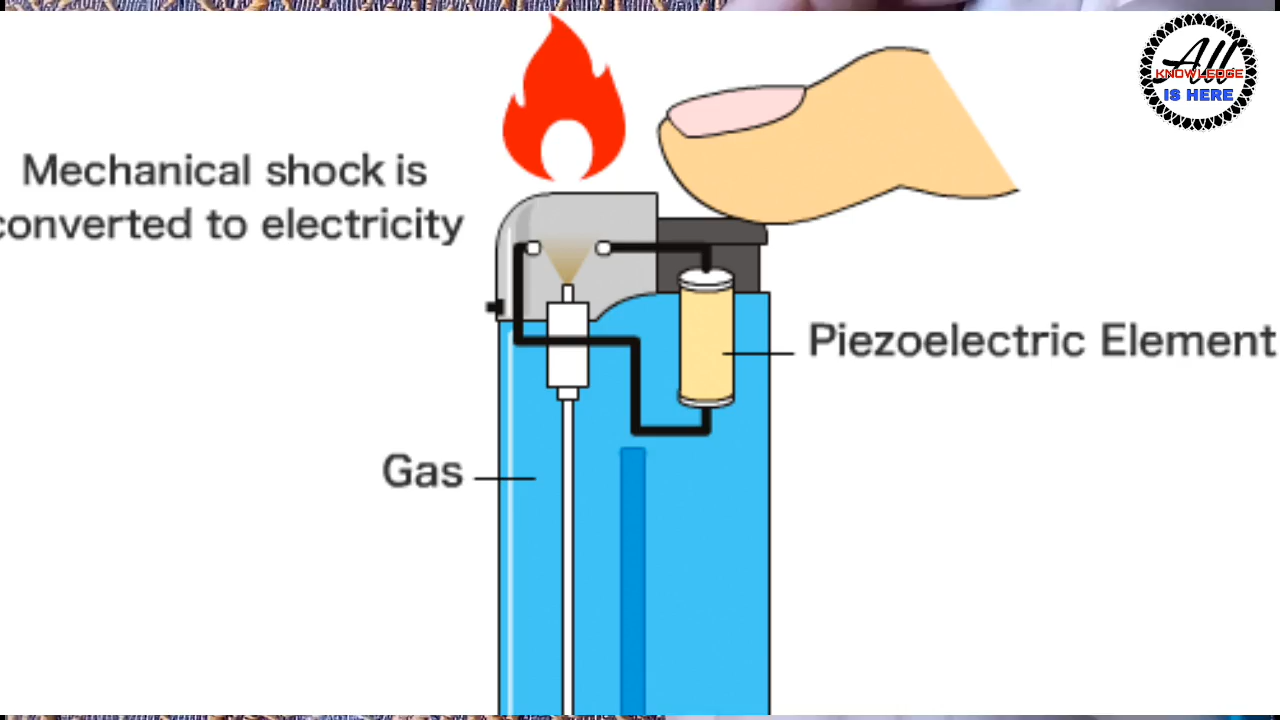 All
KNOWLEDGE
IS HERE
Mechanical shock is
converted to electricity
Piezoelectric Element
Gas